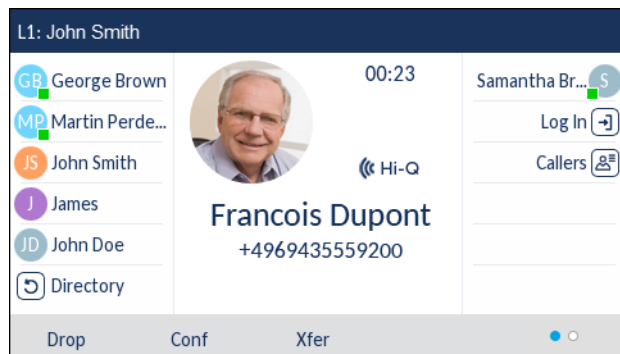 L1: John Smith
GB George Brown
MP Martin Perde...
JS John Smith
J James
JD John Doe
Directory
00:23
Hi-Q
Francois Dupont
+4969435559200
Samantha Br... S
Log In
Callers
Drop Conf Xfer